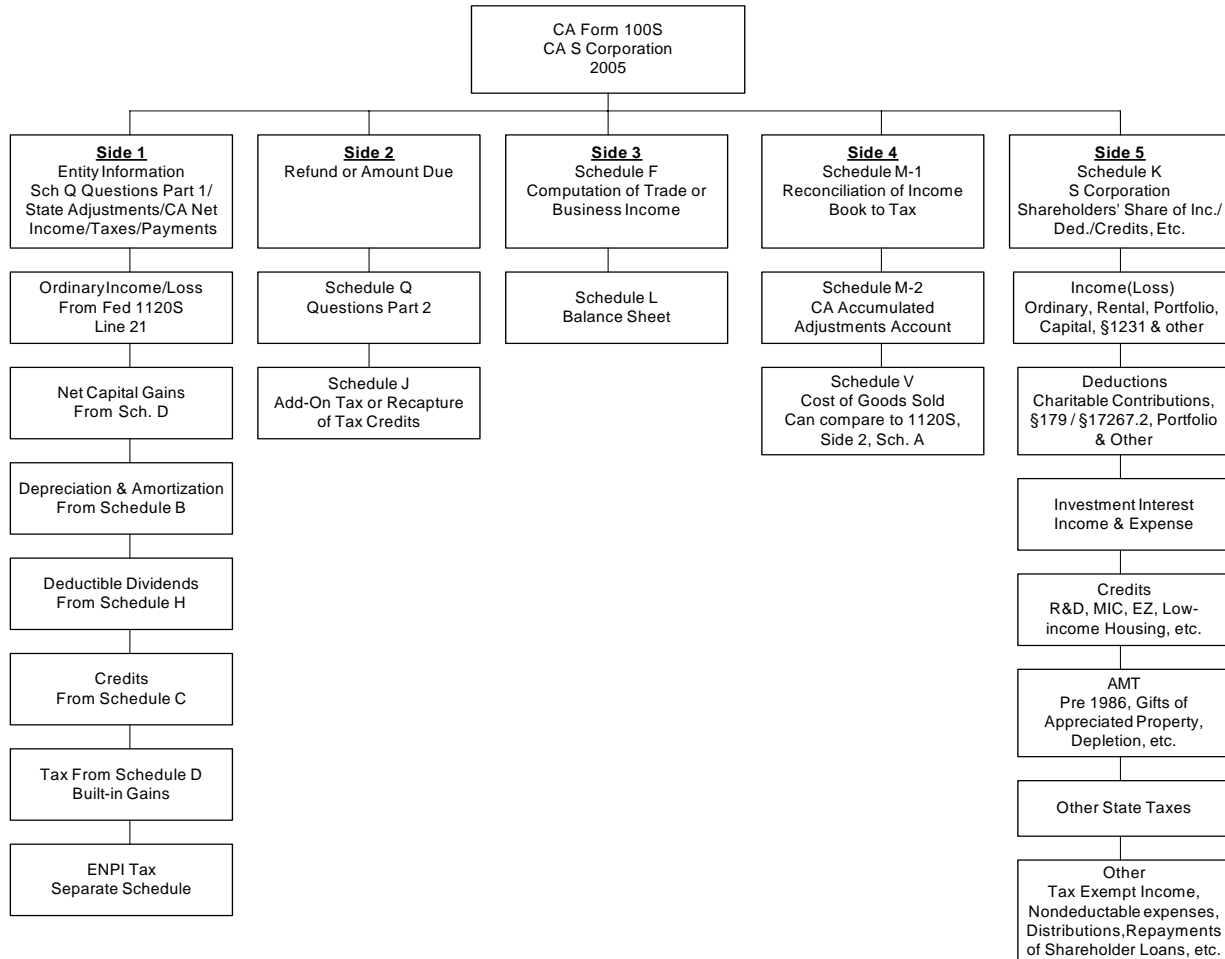 CA Form 100S
CA S Corporation
2005
Side 1
Entity Information
Sch Q Questions Part 1/
State Adjustments/CA Net
Income/Taxes/Payments
Ordinary Income/Loss
From Fed 1120S
Line 21
Net Capital Gains
From Sch. D
Depreciation & Amortization
From Schedule B
Deductible Dividends
From Schedule H
Credits
From Schedule C
Tax From Schedule D
Built-in Gains
ENPI Tax
Separate Schedule
Side 2
Refund or Amount Due
Schedule Q
Questions Part 2
Schedule J
Add-On Tax or Recapture
of Tax Credits
Side 3
Schedule F
Computation of Trade or
Business Income
Schedule L
Balance Sheet
Side 4
Schedule M-1
Reconciliation of Income
Book to Tax
Schedule M-2
CA Accumulated
Adjustments Account
Schedule V
Cost of Goods Sold
Can compare to 1120S,
Side 2, Sch. A
Side 5
Schedule K
S Corporation
Shareholders' Share of Inc./
Ded./Credits, Etc.
Income(Loss)
Ordinary, Rental, Portfolio,
Capital, §1231 & other
Deductions
Charitable Contributions,
§179 / §17267.2, Portfolio
& Other
Investment Interest
Income & Expense
Credits
R&D, MIC, EZ, Low-
income Housing, etc.
AMT
Pre 1986, Gifts of
Appreciated Property,
Depletion, etc.
Other State Taxes
Other
Tax Exempt Income,
Nondeductable expenses,
Distributions,Repayments
of Shareholder Loans, etc.